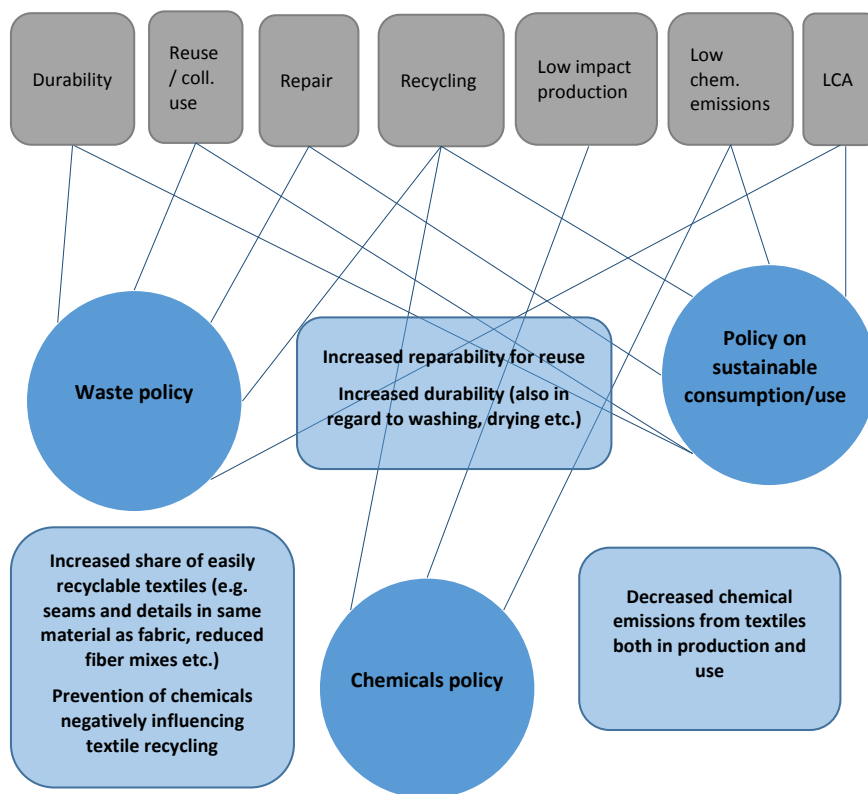 Durability
Reuse
/ coll.
use
Repair
Recycling
Low impact
production
Low
chem.
emissions
LCA
Waste policy
Increased reparability for reuse
Increased durability (also in
regard to washing, drying etc.)
Policy on
sustainable
consumption/use
Increased share of easily
recyclable textiles (e.g.
seams and details in same
material as fabric, reduced
fiber mixes etc.)
Prevention of chemicals
negatively influencing
textile recycling
Chemicals policy
Decreased chemical
emissions from textiles
both in production and
use